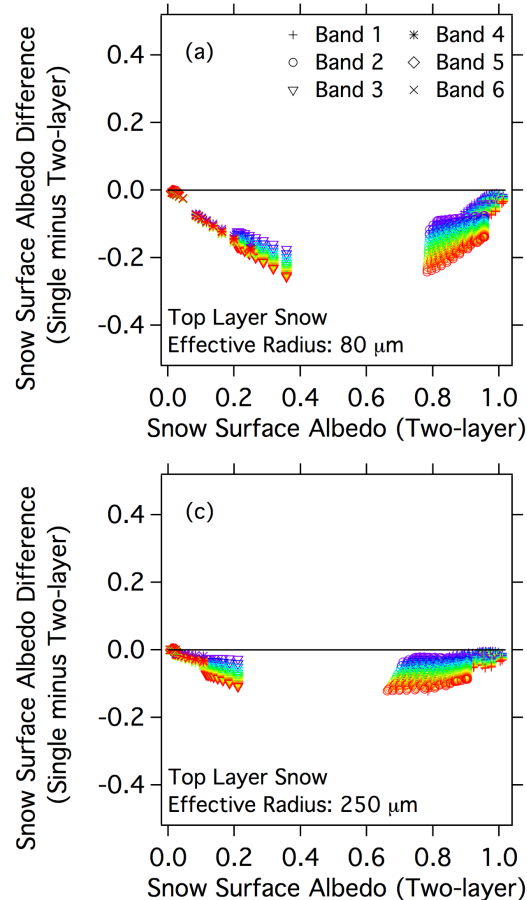 Snow Surface Albedo Difference
(Single minus Two-layer)
0.4
0.2
0.0
-0.2
-0.4
(a)
Band 1
Band 4
Band 2
Band 5
Band 3
Band 6
Top Layer Snow
Effective Radius: 80 μm
0.0 0.2 0.4 0.6 0.8 1.0
Snow Surface Albedo (Two-layer)
Snow Surface Albedo Difference
(Single minus Two-layer)
0.4
0.2
0.0
-0.2
-0.4
(c)
Top Layer Snow
Effective Radius: 250 μm
0.0 0.2 0.4 0.6 0.8 1.0
Snow Surface Albedo (Two-layer)